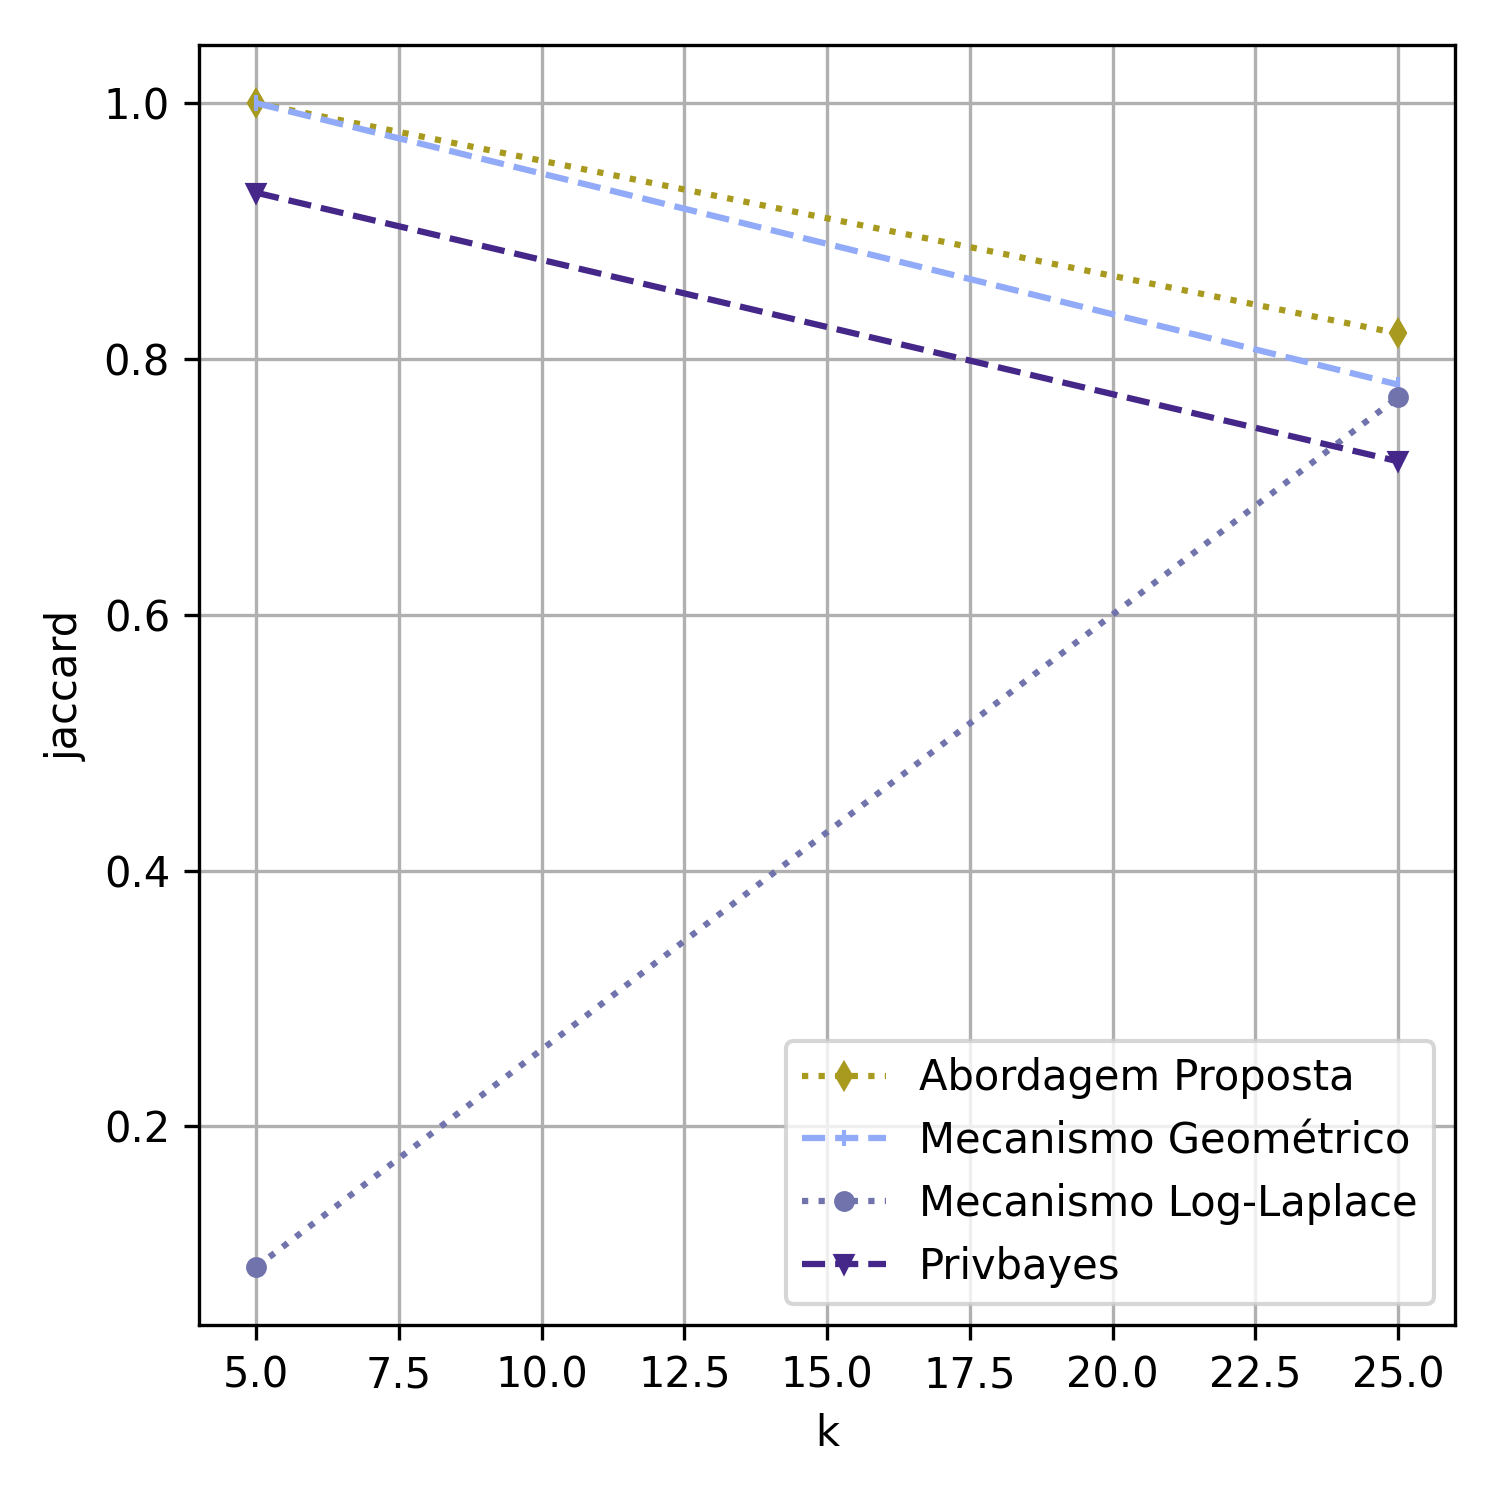 1.0
0.8
0.6
0.4
0.2
jaccard
Abordagem Proposta
Mecanismo Geométrico
Mecanismo Log-Laplace
Privbayes
5.0 7.5 10.0 12.5 15.0 17.5 20.0 22.5 25.0
k